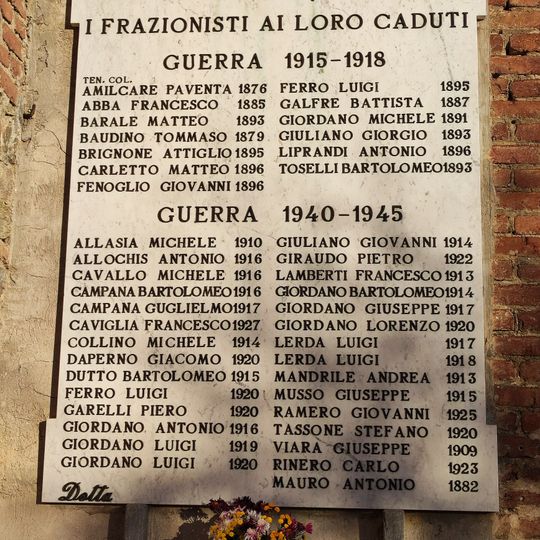 I FRAZIONISTI AI LORO CADUTI
GUERRA 1915-1918
TEN. COL.
AMILCARE PAVENTA 1876
ABBA FRANCESCO 1885
BARALE MATTEO 1893
BAUDINO TOMMASO 1879
BRIGNONE ATTIGLIO 1895
CARLETTO MATTEO 1896
FENOGLIO GIOVANNI 1896
FERRO LUIGI 1895
GALFRE BATTISTA 1887
GIORDANO MICHELE 1891
GIULIANO GIORGIO 1893
LIPRANDI ANTONIO 1896
TOSELLI BARTOLOMEO 1893
GUERRA 1940-1945
ALLASIA MICHELE 1910
ALLOCHIS ANTONIO 1916
CAVALLO MICHELE 1916
CAMPANA BARTOLOMEO 1916
CAMPANA GUGLIELMO 1917
CAVIGLIA FRANCESCO 1927
COLLINO MICHELE 1914
DAPERNO GIACOMO 1920
DUTTO BARTOLOMEO 1915
FERRO LUIGI 1920
GARELLI PIERO 1920
GIORDANO ANTONIO 1916
GIORDANO LUIGI 1919
GIORDANO LUIGI 1920
GIULIANO GIOVANNI 1914
GIRAUDO PIETRO 1922
LAMBERTI FRANCESCO 1913
GIORDANO BARTOLOMEO 1914
GIORDANO GIUSEPPE 1917
GIORDANO LORENZO 1920
LERDA LUIGI 1917
LERDA LUIGI 1918
MANDRILE ANDREA 1913
MUSSO GIUSEPPE 1915
RAMERO GIOVANNI 1925
TASSONE STEFANO 1920
VIARA GIUSEPPE 1909
RINERO CARLO 1923
MAURO ANTONIO 1882
Dotta